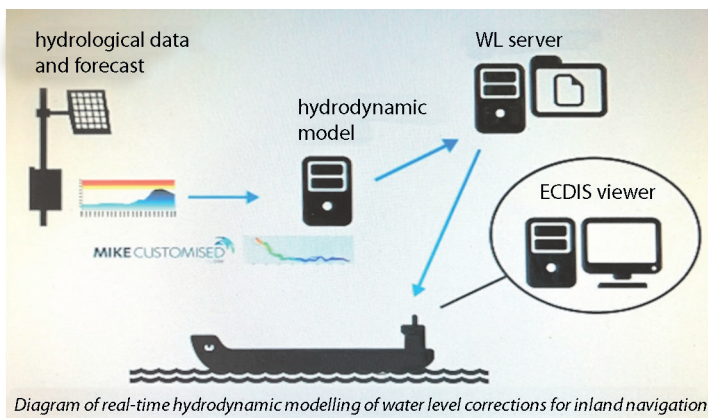 hydrological data
and forecast
WL server
hydrodynamic
model
ECDIS viewer
MIKE CUSTOMISED
Diagram of real-time hydrodynamic modelling of water level corrections for inland navigation